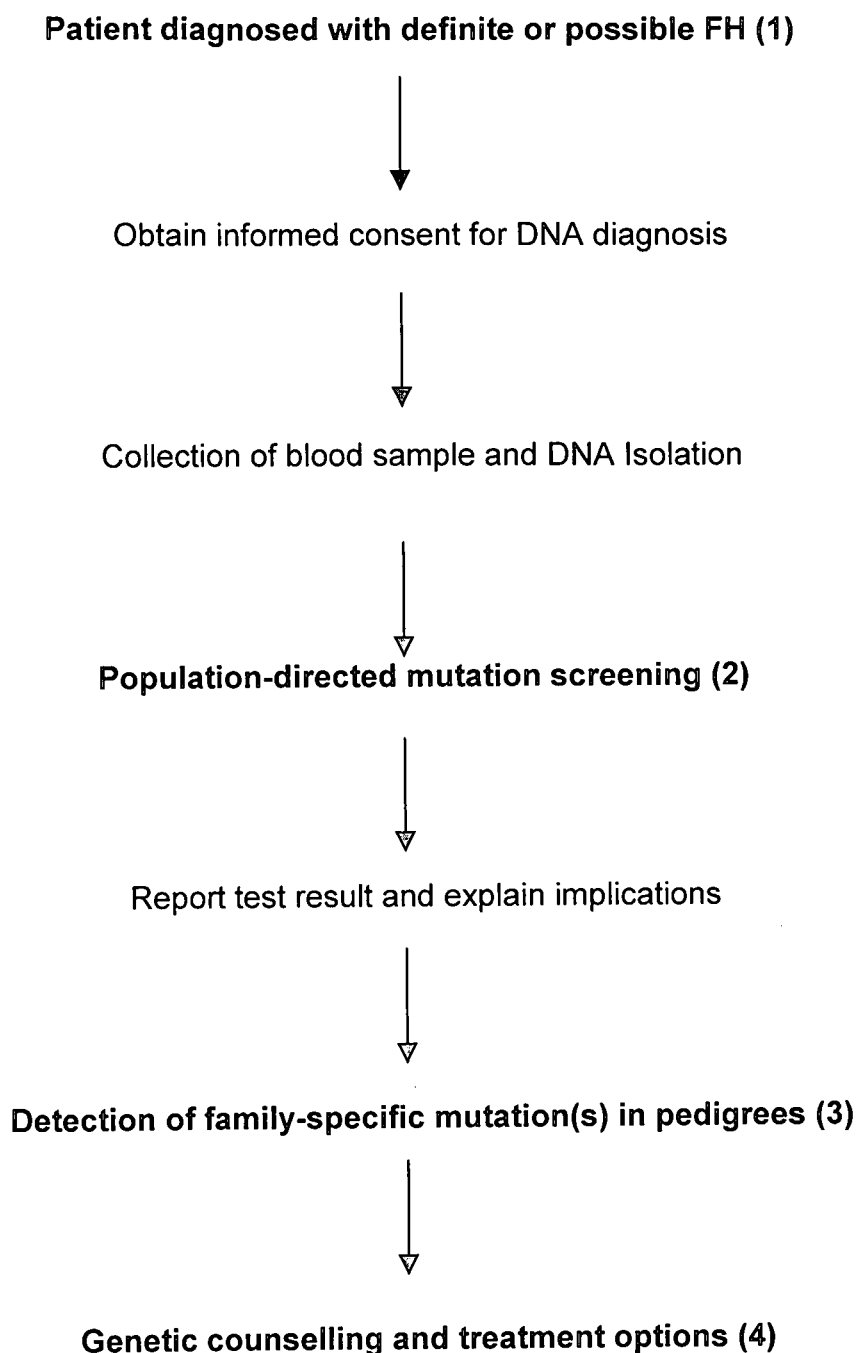 Patient diagnosed with definite or possible FH (1)
Obtain informed consent for DNA diagnosis
Collection of blood sample and DNA Isolation
Population-directed mutation screening (2)
Report test result and explain implications
Detection of family-specific mutation(s) in pedigrees (3)
Genetic counselling and treatment options (4)